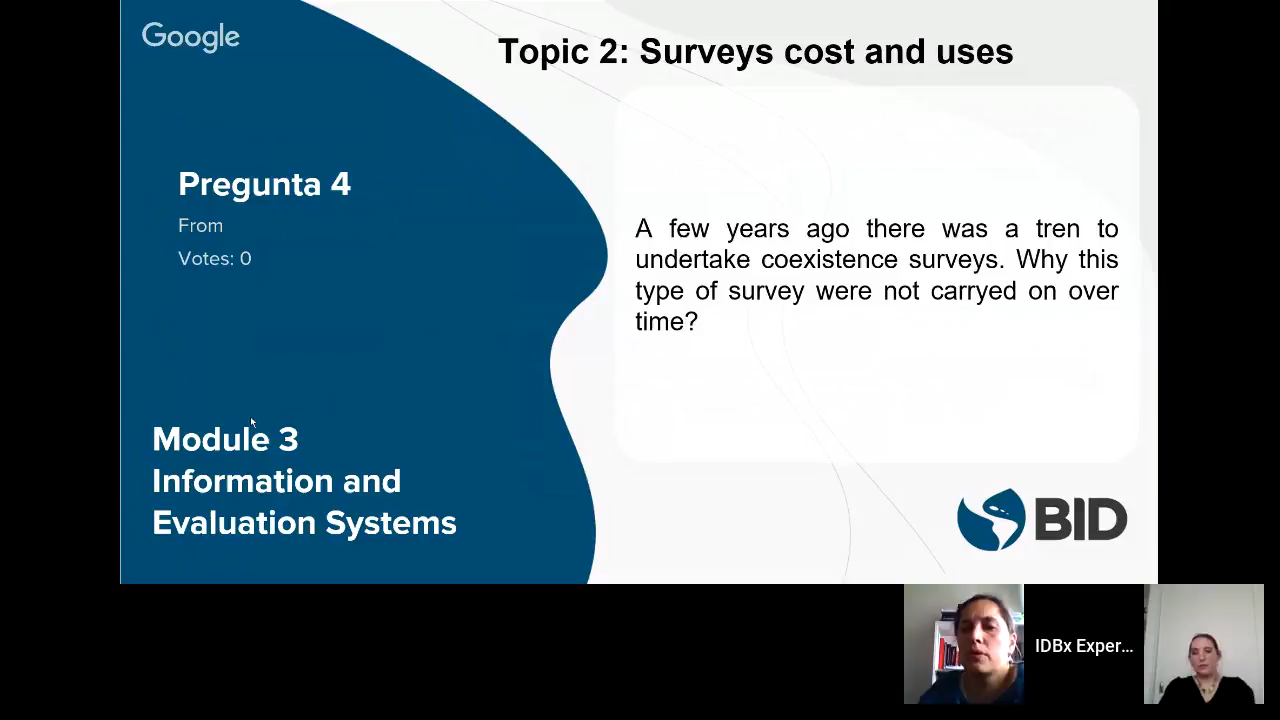 Google
Topic 2: Surveys cost and uses
Pregunta 4
From
Votes: 0
A few years ago there was a tren to
undertake coexistence surveys. Why this
type of survey were not carryed on over
time?
Module 3
Information and
Evaluation Systems
BID
IDBx Exper...